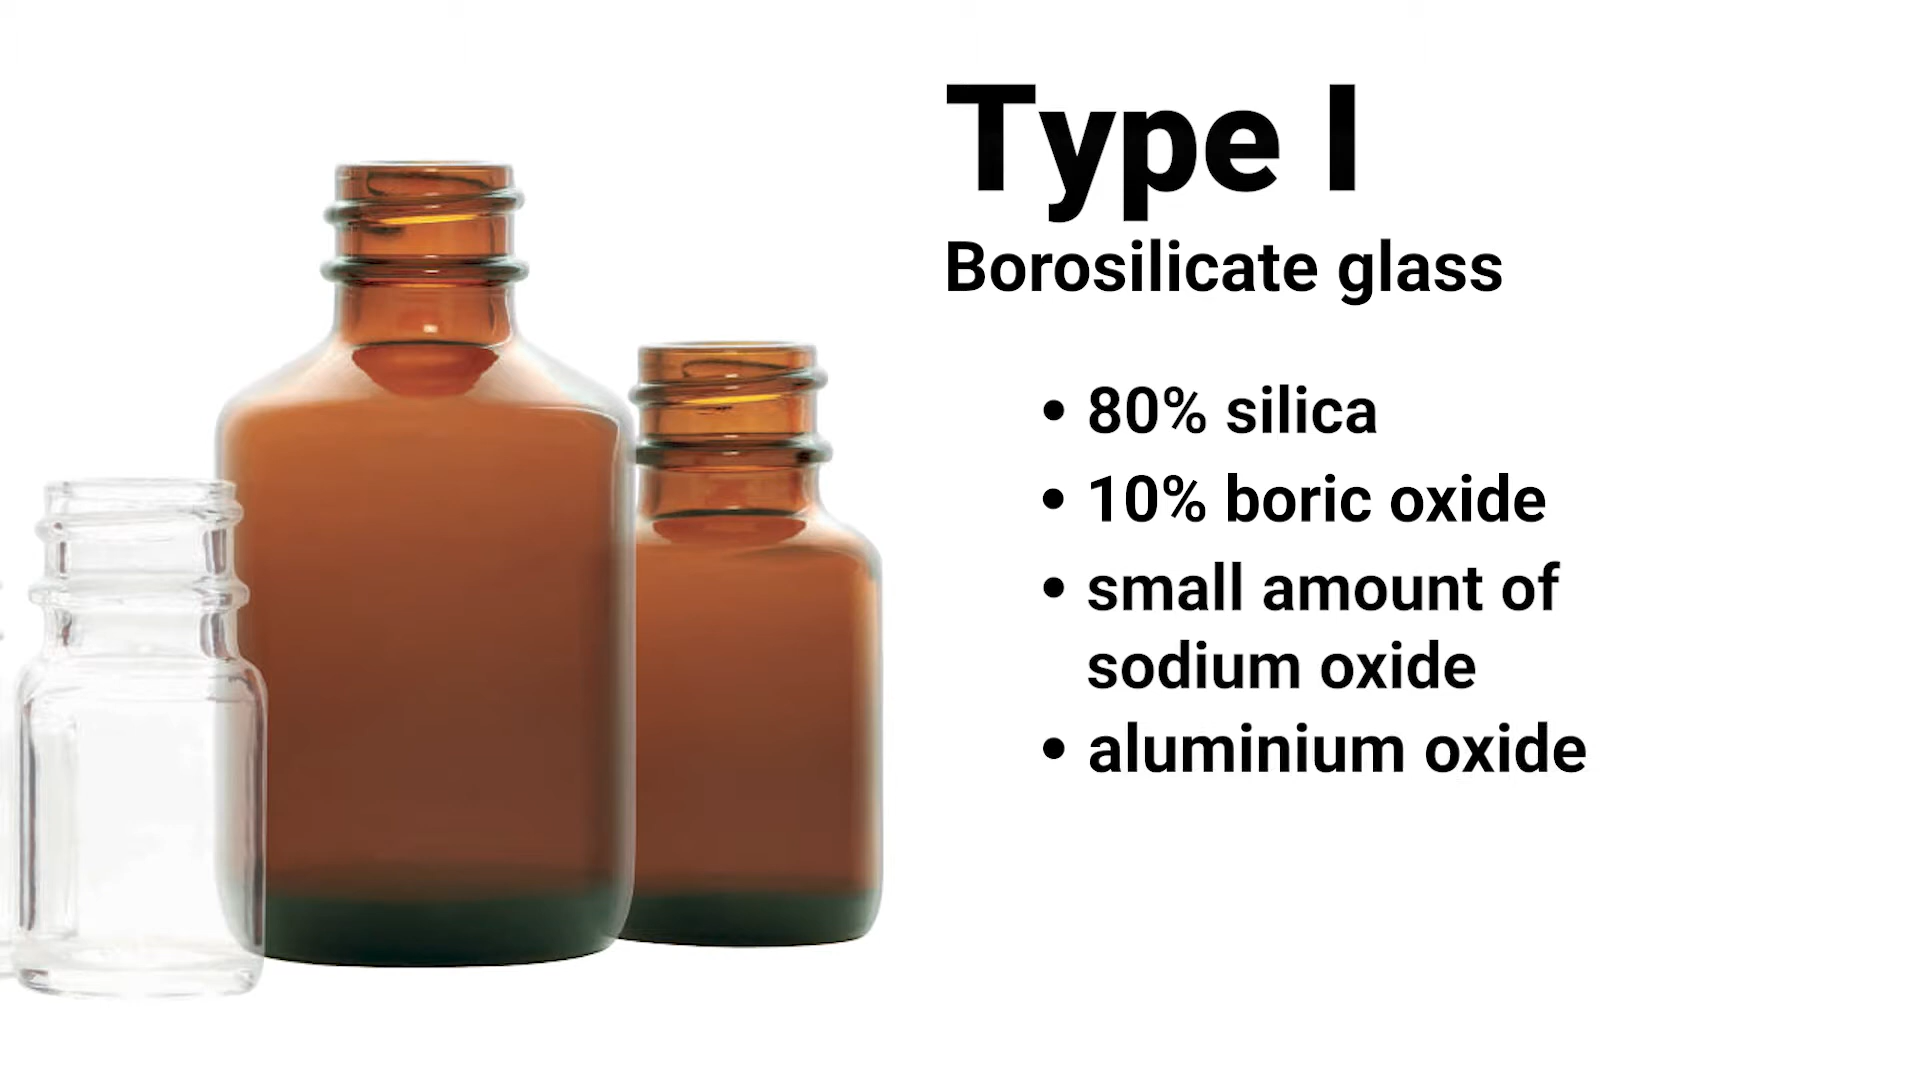 Type I
Borosilicate glass
• 80% silica
• 10% boric oxide
• small amount of
sodium oxide
• aluminium oxide